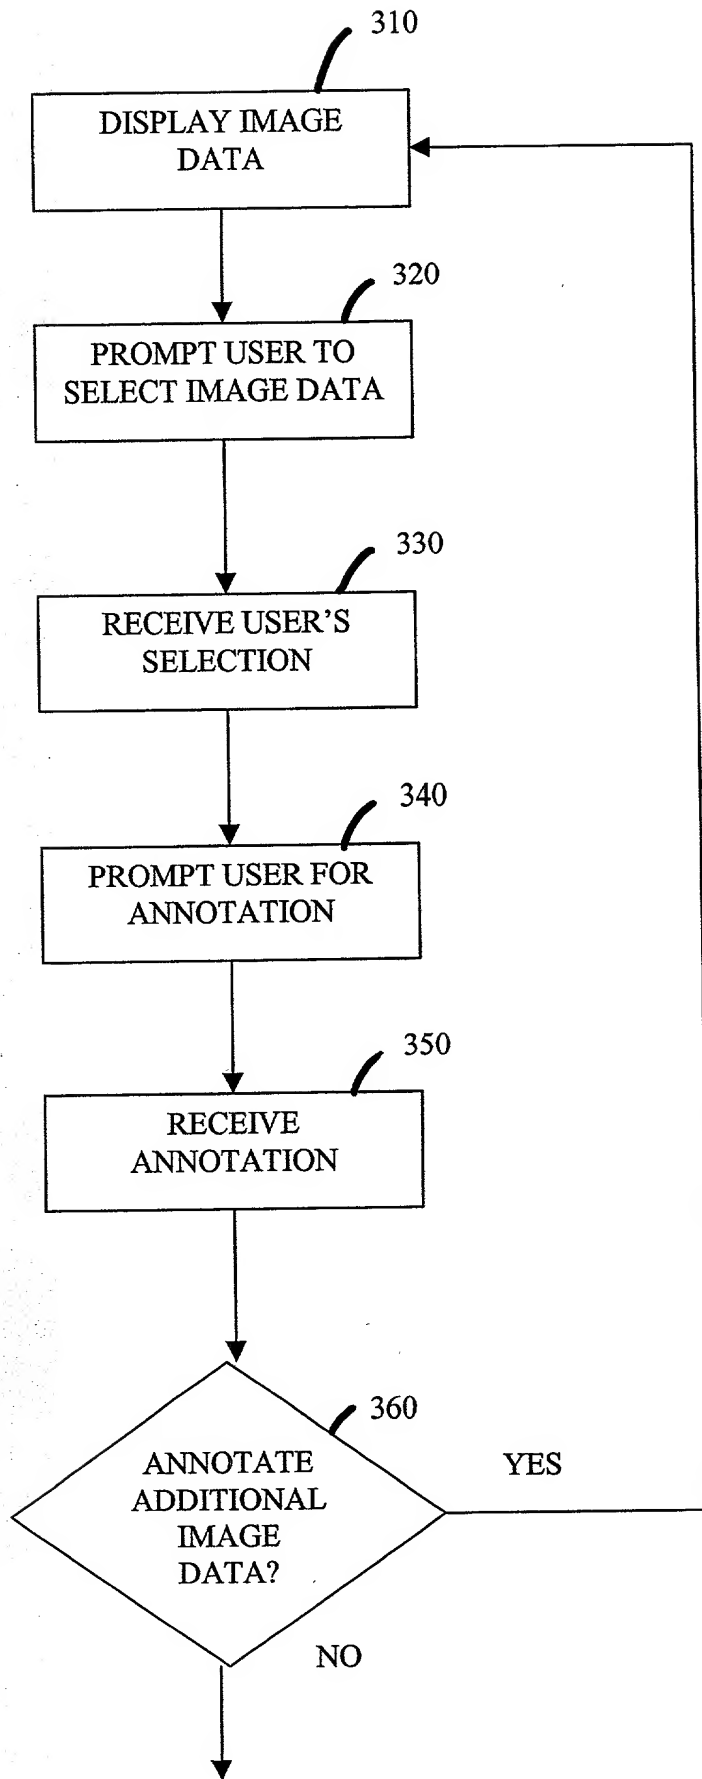 310
DISPLAY IMAGE
DATA
320
PROMPT USER TO
SELECT IMAGE DATA
330
RECEIVE USER'S
SELECTION
340
PROMPT USER FOR
ANNOTATION
350
RECEIVE
ANNOTATION
360
ANNOTATE
ADDITIONAL
IMAGE
DATA?
YES
NO